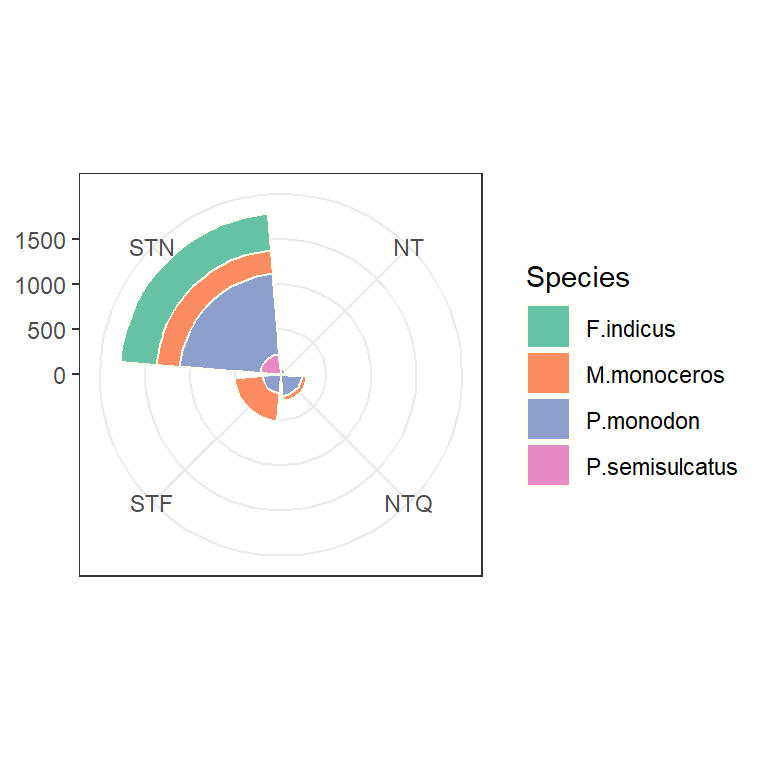 STN
NT
1500
1000
500
0
STF
NTQ
Species
F.indicus
M.monoceros
P.monodon
P.semisulcatus